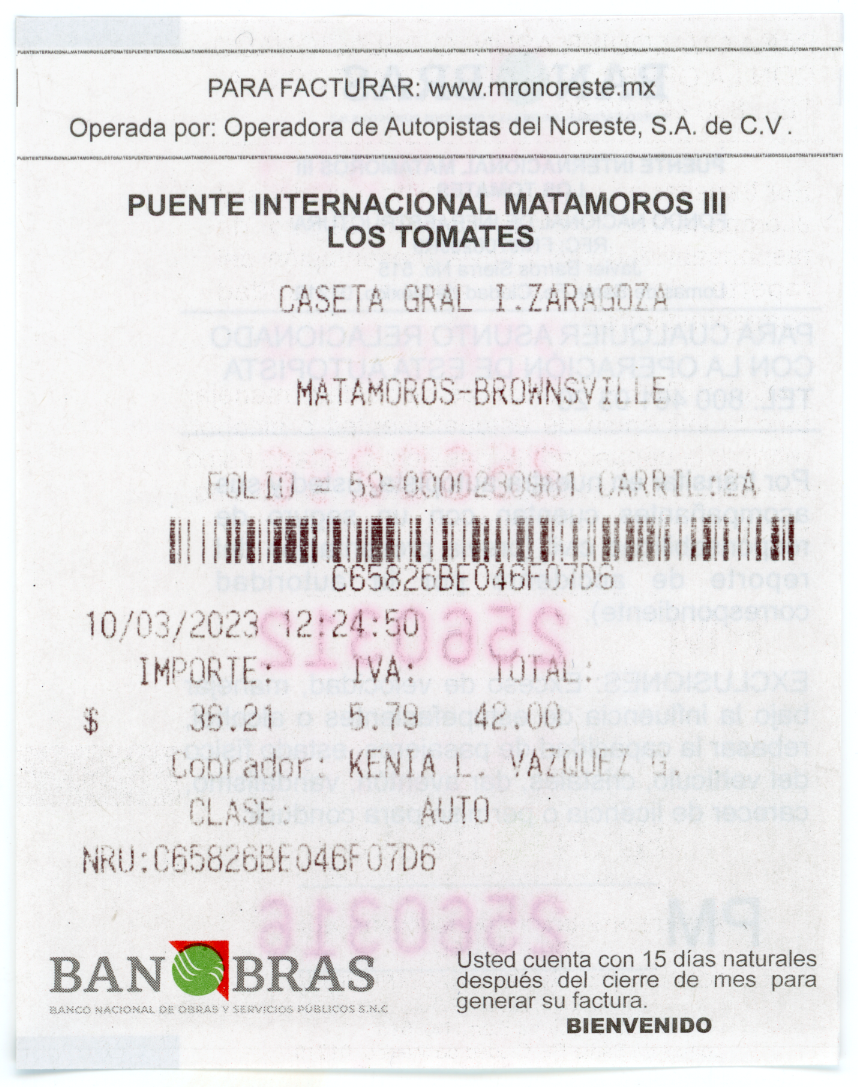 PARA FACTURAR: www.mronoreste.mx
Operada por: Operadora de Autopistas del Noreste, S.A. de C.V.
PUENTE INTERNACIONAL MATAMOROS III
LOS TOMATES
CASETA GRAL I.ZARAGOZA
MATAMOROS-BROWNSVILLE
FOLIO = 59-0000230981 CARRIL:2A
C65826BE046F07D6
10/03/2023 12:24:50
IMPORTE: IVA: TOTAL:
$ 36.21 5.79 42.00
Cobrador: KENIA L. VAZQUEZ G.
CLASE: AUTO
NRU:C65826BE046F07D6
BANOBRAS
BANCO NACIONAL DE OBRAS Y SERVICIOS PÚBLICOS S.N.C
Usted cuenta con 15 días naturales
después del cierre de mes para
generar su factura.
BIENVENIDO